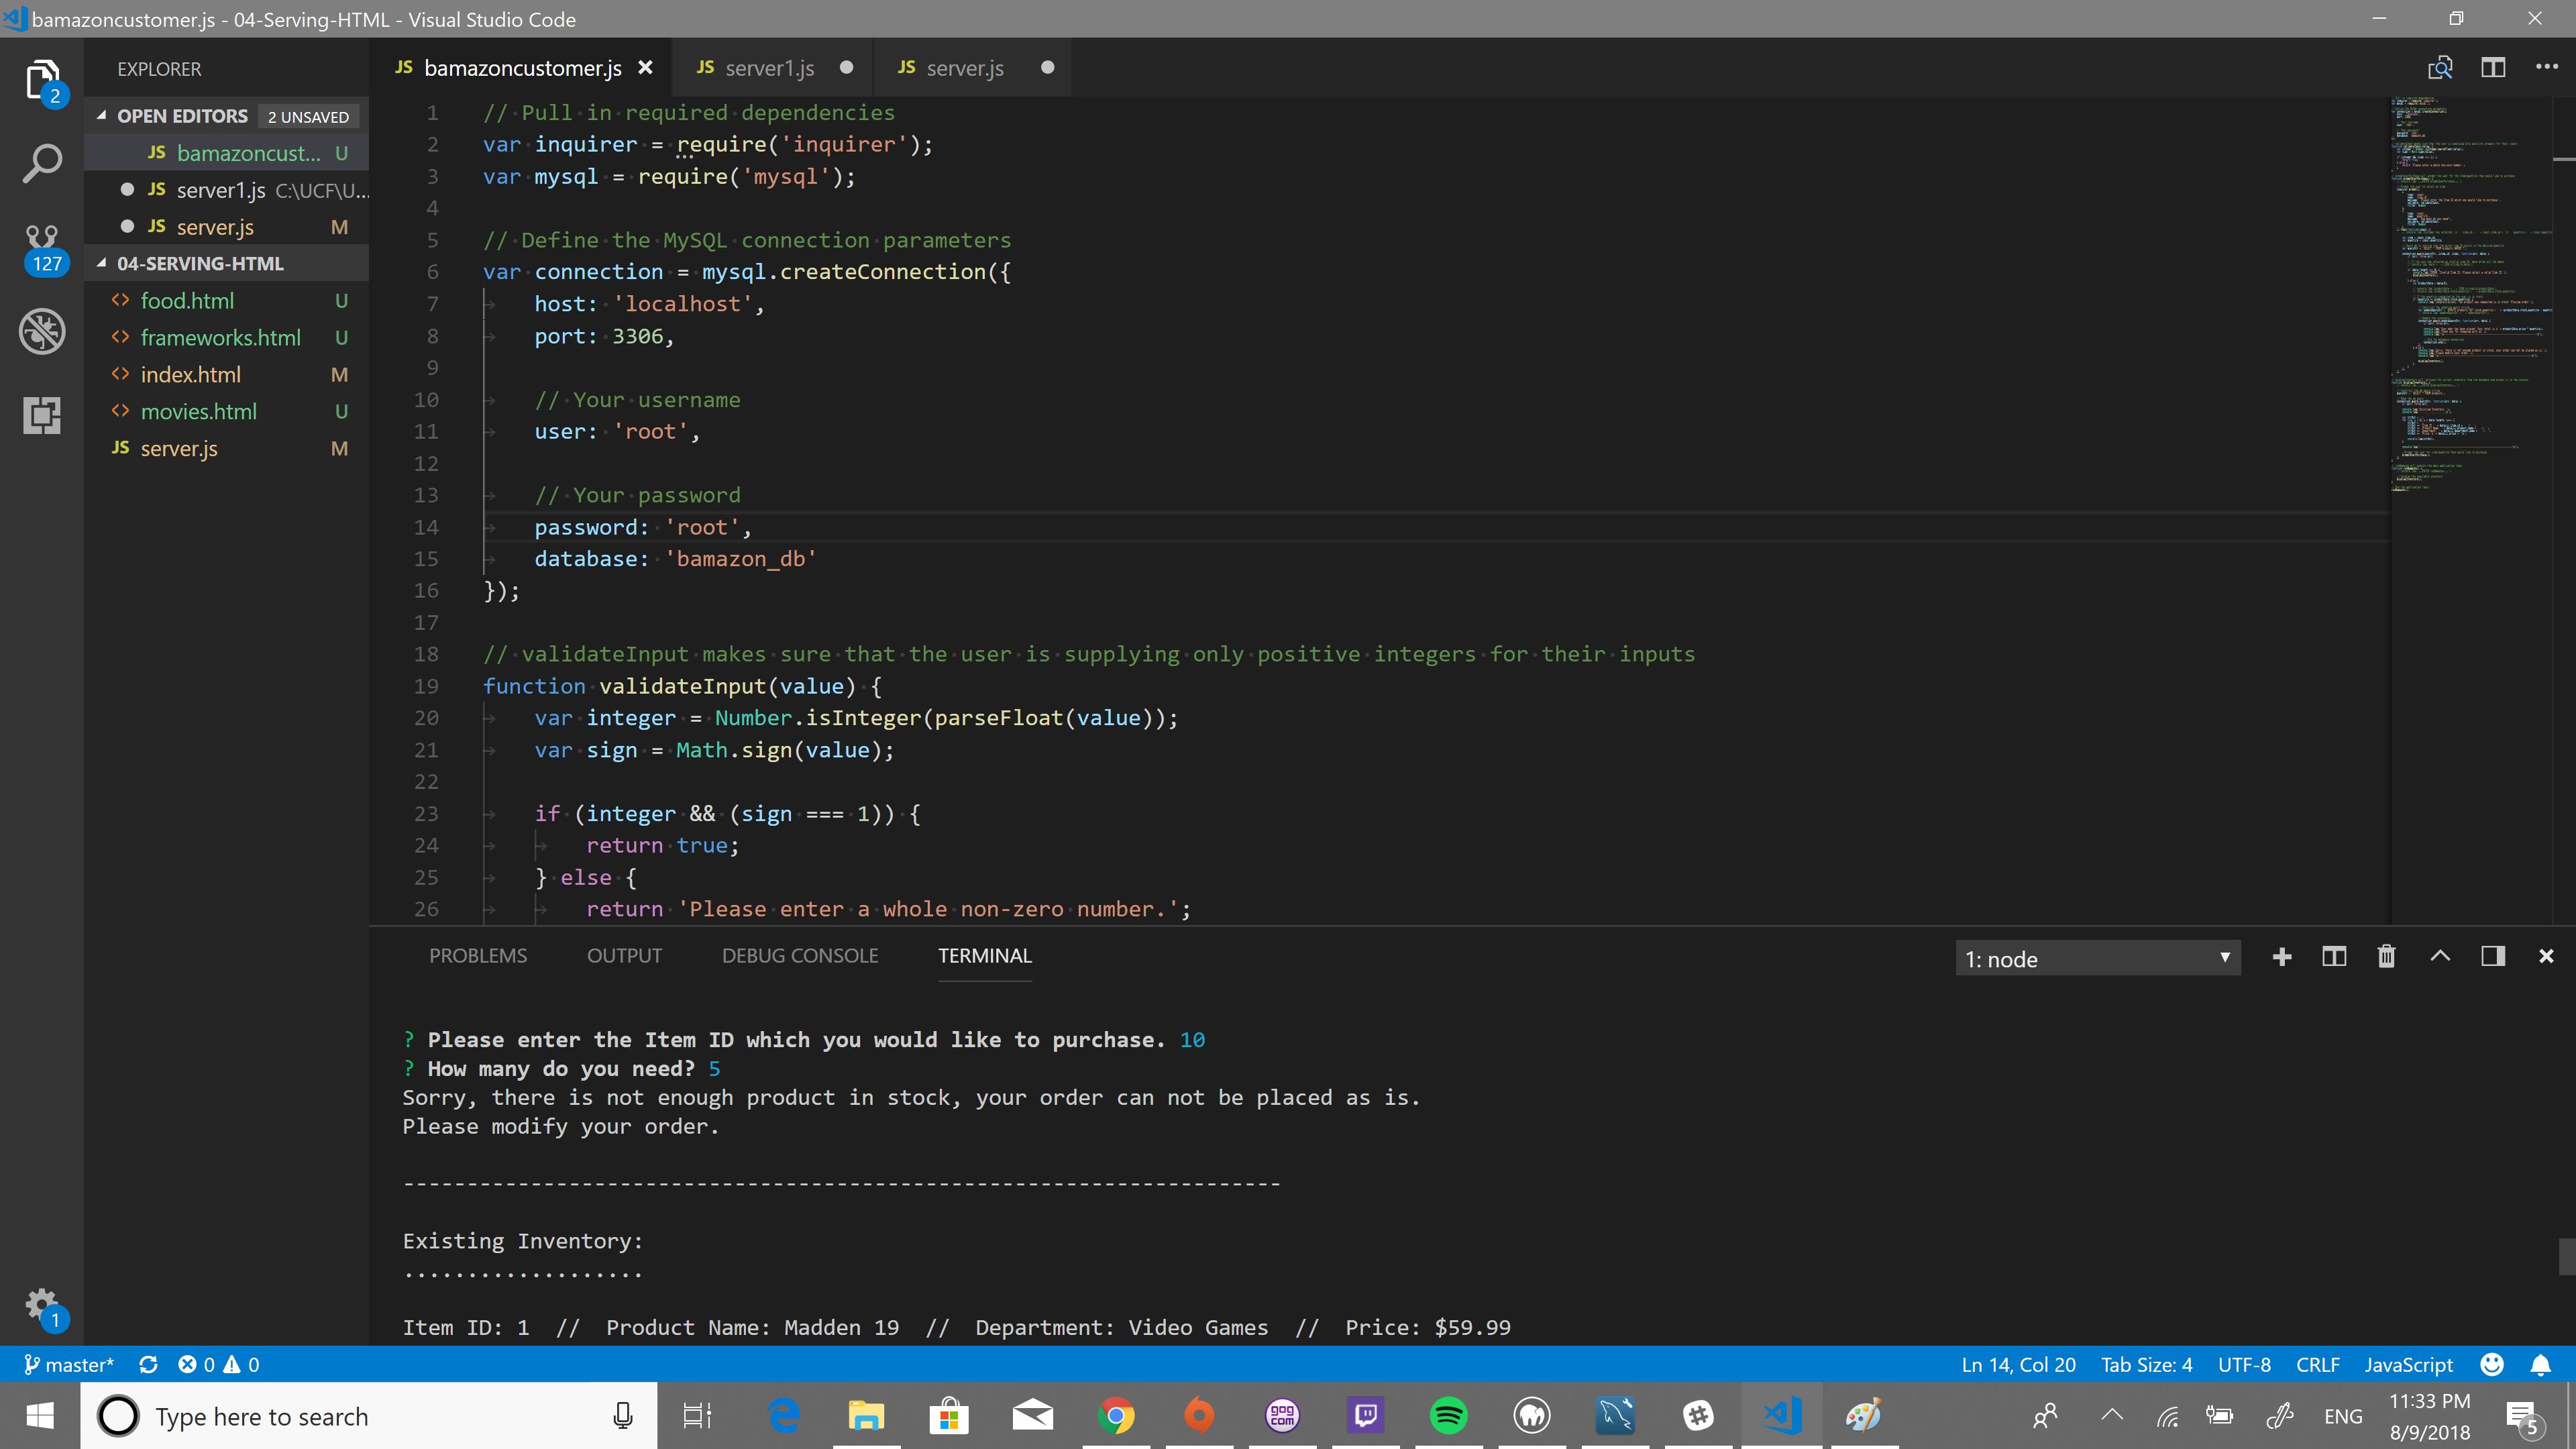 bamazoncustomer.js - 04-Serving-HTML - Visual Studio Code
EXPLORER
OPEN EDITORS 2 UNSAVED
JS bamazoncust... U
JS server1.js C:\UCF\U...
JS server.js M
04-SERVING-HTML
<> food.html U
<> frameworks.html U
<> index.html M
<> movies.html U
JS server.js M
2
127
1
JS bamazoncustomer.js JS server1.js JS server.js
1 // Pull in required dependencies
2 var inquirer = require('inquirer');
3 var mysql = require('mysql');
4
5 // Define the MySQL connection parameters
6 var connection = mysql.createConnection({
7 host: 'localhost',
8 port: 3306,
9
10 // Your username
11 user: 'root',
12
13 // Your password
14 password: 'root',
15 database: 'bamazon_db'
16 });
17
18 // validateInput makes sure that the user is supplying only positive integers for their inputs
19 function validateInput(value) {
20 var integer = Number.isInteger(parseFloat(value));
21 var sign = Math.sign(value);
22
23 if (integer && (sign === 1)) {
24 return true;
25 } else {
26 return 'Please enter a whole non-zero number.';
PROBLEMS OUTPUT DEBUG CONSOLE TERMINAL 1: node
? Please enter the Item ID which you would like to purchase. 10
? How many do you need? 5
Sorry, there is not enough product in stock, your order can not be placed as is.
Please modify your order.
---------------------------------------------------------------------
Existing Inventory:
...................
Item ID: 1 // Product Name: Madden 19 // Department: Video Games // Price: $59.99
master* 0 0 Ln 14, Col 20 Tab Size: 4 UTF-8 CRLF JavaScript
Type here to search
GOG COM
ENG
11:33 PM
8/9/2018
5